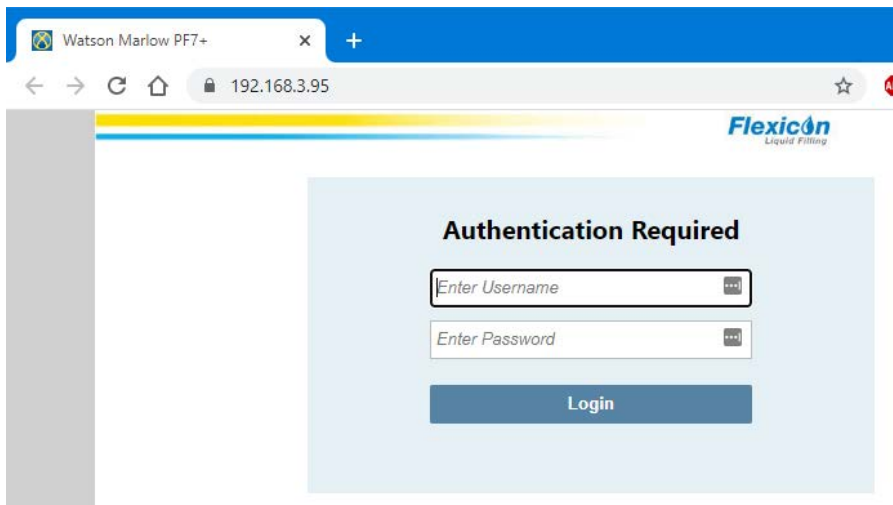 Watson Marlow PF7+
192.168.3.95
Flexicon
Liquid Filling
Authentication Required
Enter Username
Enter Password
Login